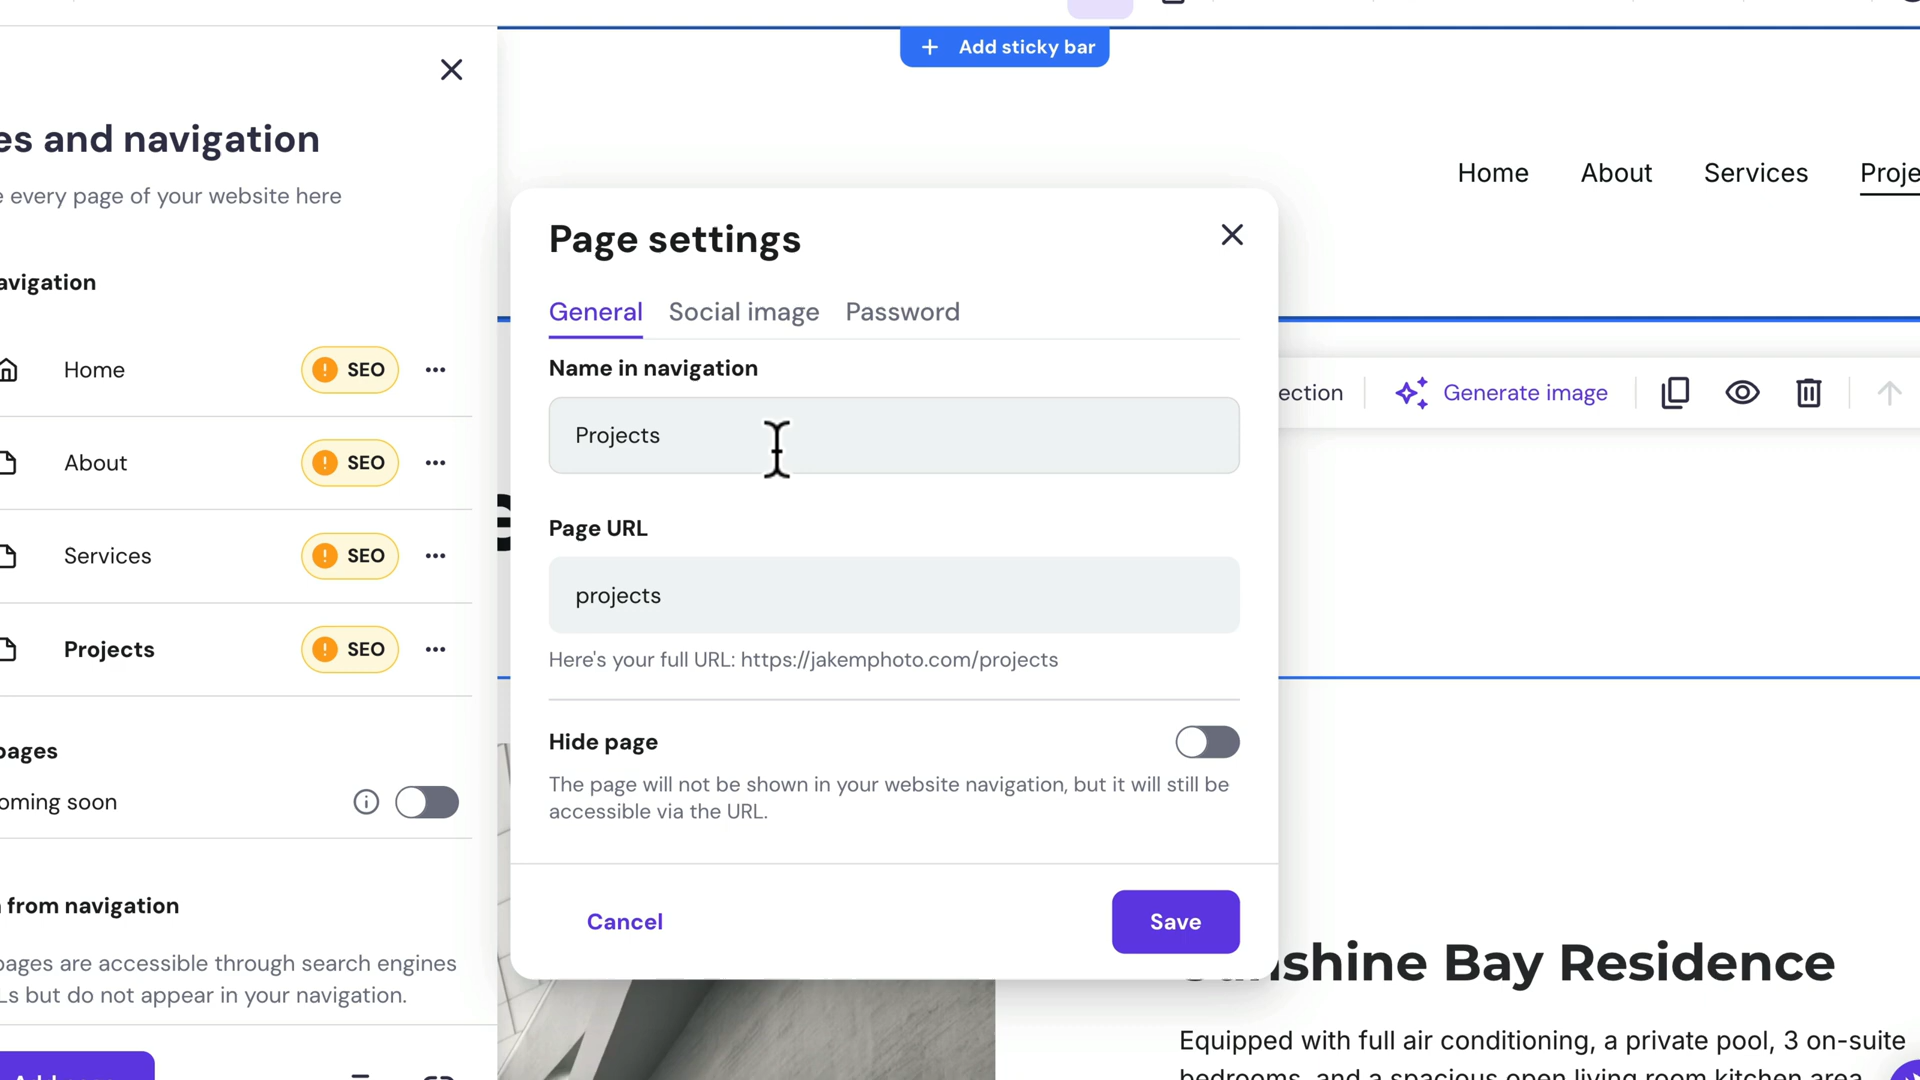 Add sticky bar
es and navigation
e every page of your website here
Home About Services Proje
Page settings
General Social image Password
avigation
Name in navigation
Home SEO
Projects
ection Generate image
About SEO
Page URL
Services SEO
projects
Projects SEO
Here's your full URL: https://jakemphoto.com/projects
Hide page
The page will not be shown in your website navigation, but it will still be
accessible via the URL.
pages
oming soon
from navigation
Cancel
Save
pages are accessible through search engines
Ls but do not appear in your navigation.
nshine Bay Residence
Equipped with full air conditioning, a private pool, 3 on-suite
bedrooms, and a spacious open living room kitchen area